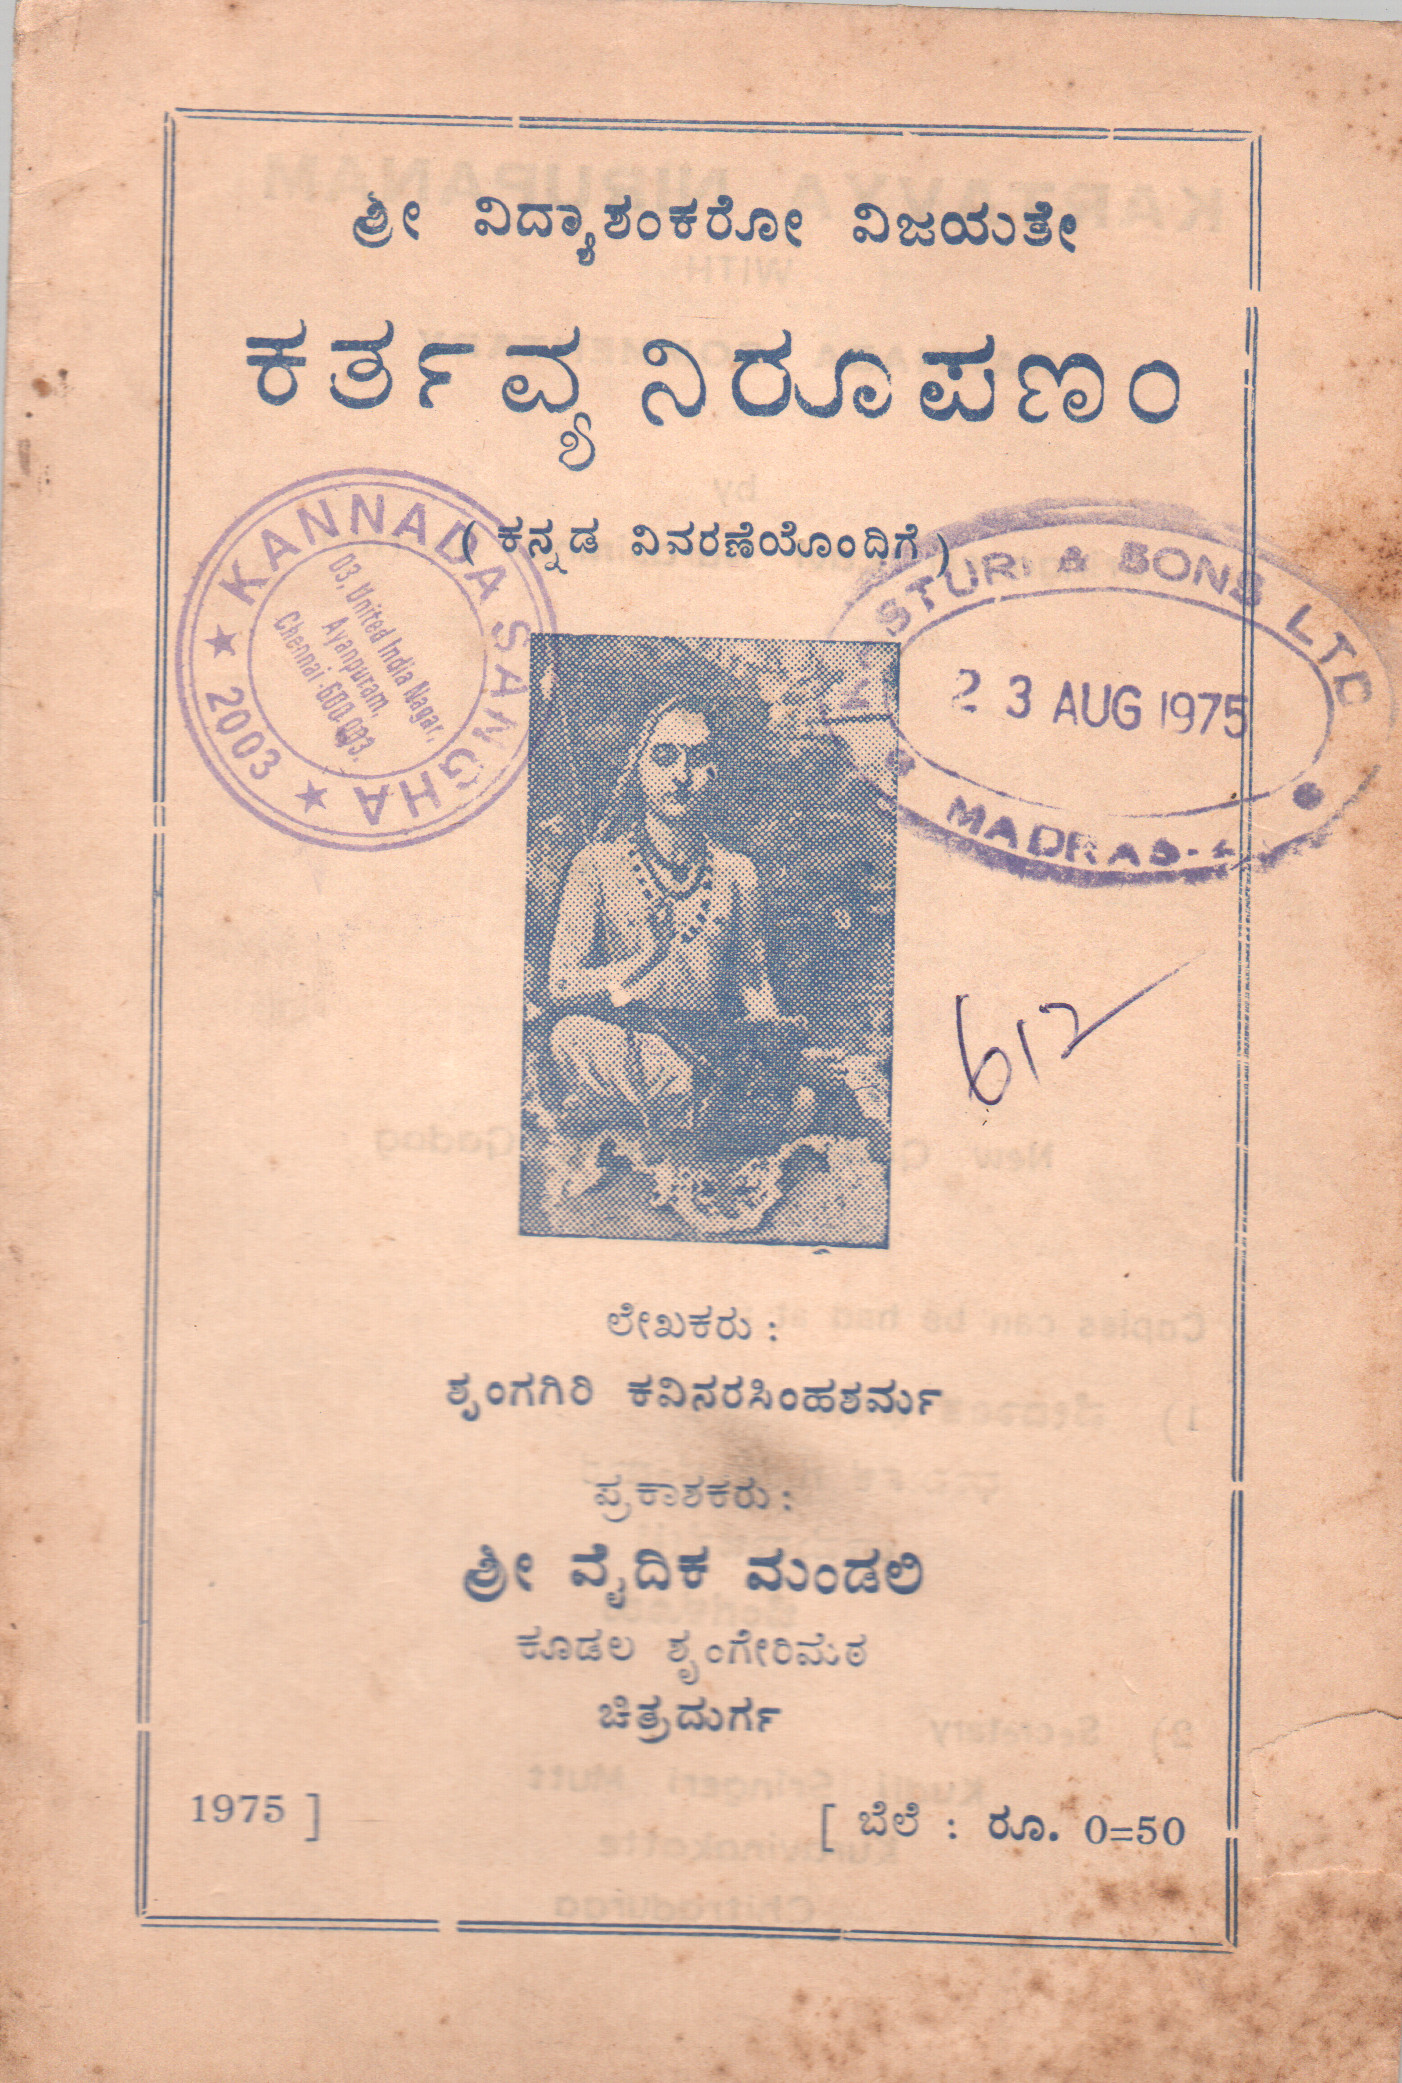 ಶ್ರೀ ವಿದ್ಯಾಶಂಕರೋ ವಿಜಯತೇ
ಕರ್ತವ್ಯ ನಿರೂಪಣಂ
( ಕನ್ನಡ ವಿವರಣೆಯೊಂದಿಗೆ )
★ KANNADA SANGHA ★ 2003
03, United India Nagar,
Ayanpuram,
Chennai -600 023.
STURI & SONS LTD
23 AUG 1975
MADRAS-
612
ಲೇಖಕರು :
ಶೃಂಗಗಿರಿ ಕವಿನರಸಿಂಹಶರ್ಮ
ಪ್ರಕಾಶಕರು :
ಶ್ರೀ ವೈದಿಕ ಮಂಡಲಿ
ಕೂಡಲ ಶೃಂಗೇರಿಮಠ
ಚಿತ್ರದುರ್ಗ
1975 ]
[ ಬೆಲೆ : ರೂ. 0=50